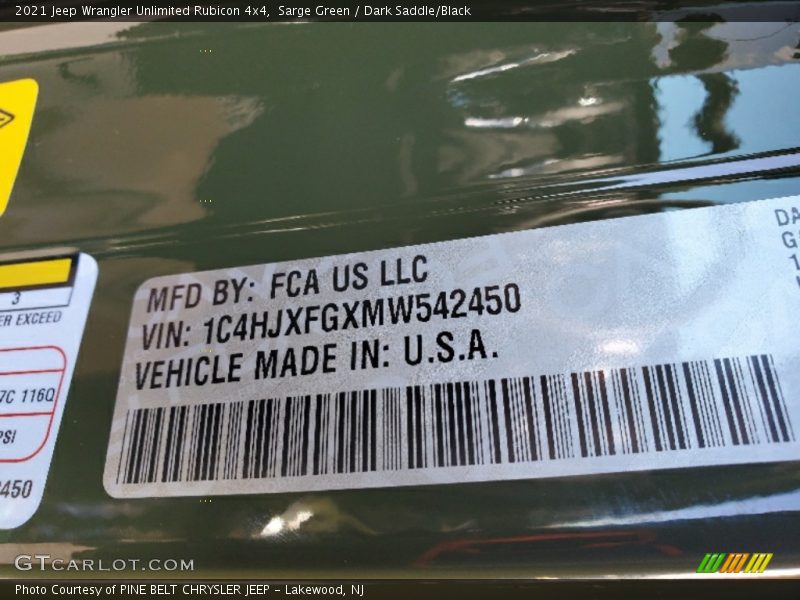 2021 Jeep Wrangler Unlimited Rubicon 4x4, Sarge Green / Dark Saddle/Black
MFD BY: FCA US LLC
VIN: 1C4HJXFGXMW542450
VEHICLE MADE IN: U.S.A.
3
ER EXCEED
7C 116Q
PSI
2450
DA
G
1
GTCARLOT.COM
Photo Courtesy of PINE BELT CHRYSLER JEEP - Lakewood, NJ